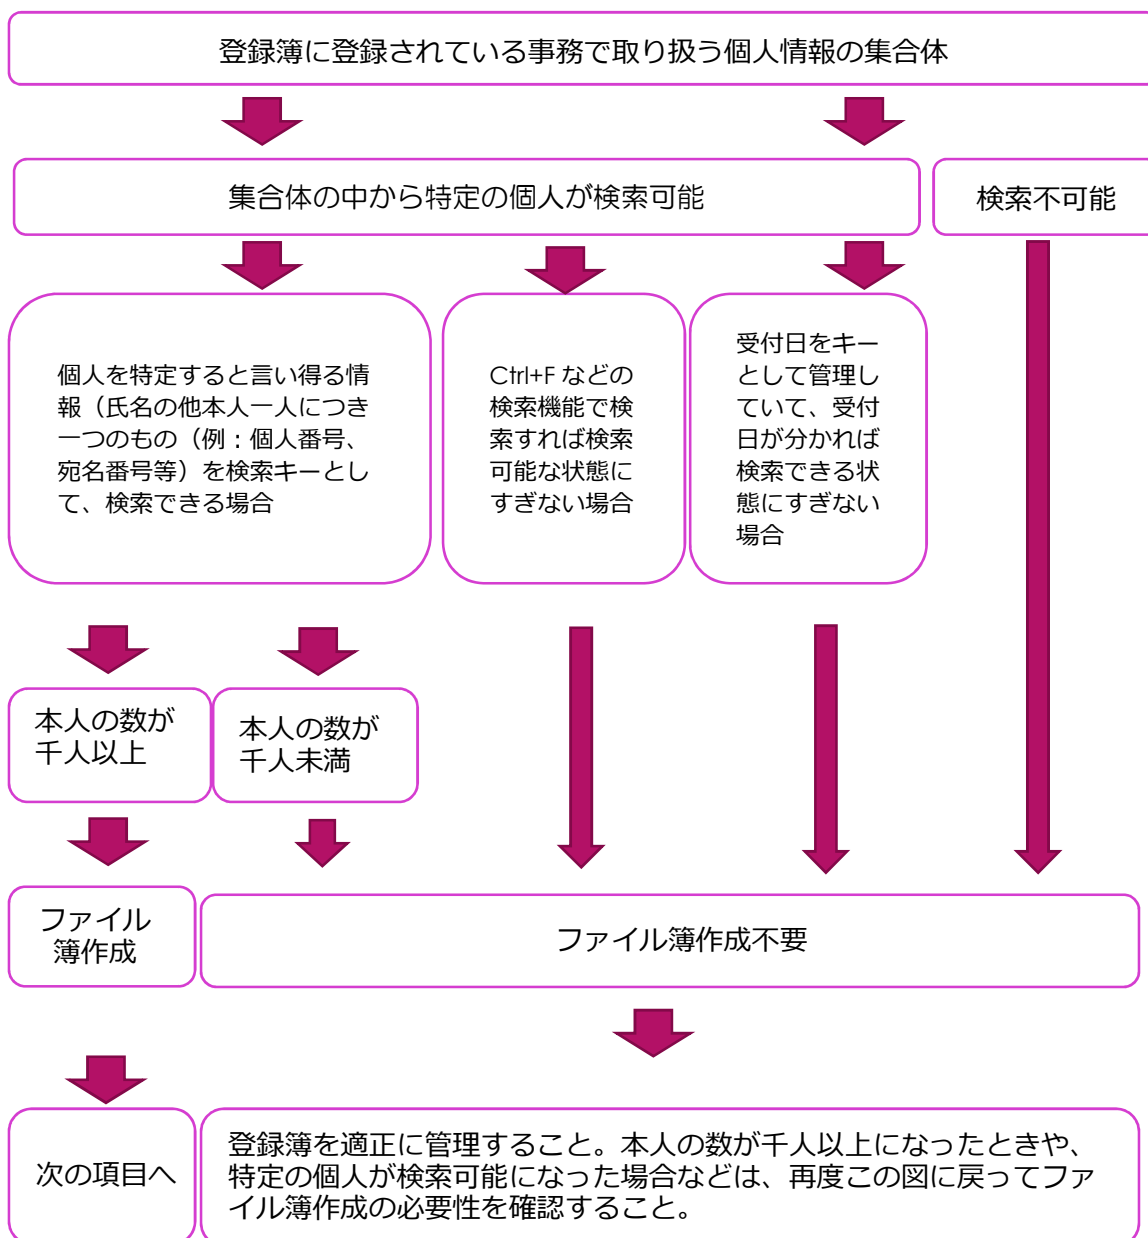 登録簿に登録されている事務で取り扱う個人情報の集合体
集合体の中から特定の個人が検索可能
検索不可能
個人を特定すると言い得る情
報（氏名の他本人一人につき
一つのもの（例：個人番号、
宛名番号等）を検索キーとし
て、検索できる場合
Ctrl+F などの
検索機能で検
索すれば検索
可能な状態に
すぎない場合
受付日をキー
として管理し
ていて、受付
日が分かれば
検索できる状
態にすぎない
場合
本人の数が
千人以上
本人の数が
千人未満
ファイル
簿作成
ファイル簿作成不要
次の項目へ
登録簿を適正に管理すること。本人の数が千人以上になったときや、
特定の個人が検索可能になった場合などは、再度この図に戻ってファ
イル簿作成の必要性を確認すること。